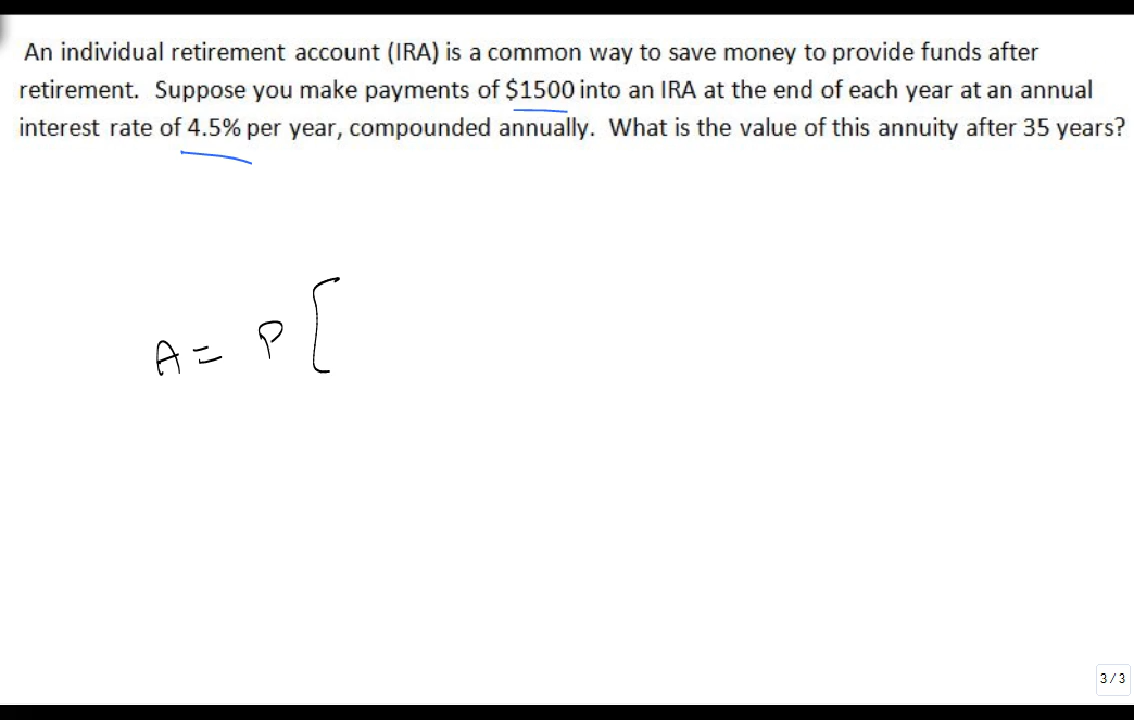 An individual retirement account (IRA) is a common way to save money to provide funds after
retirement. Suppose you make payments of $1500 into an IRA at the end of each year at an annual
interest rate of 4.5% per year, compounded annually. What is the value of this annuity after 35 years?
A = P [
3/3